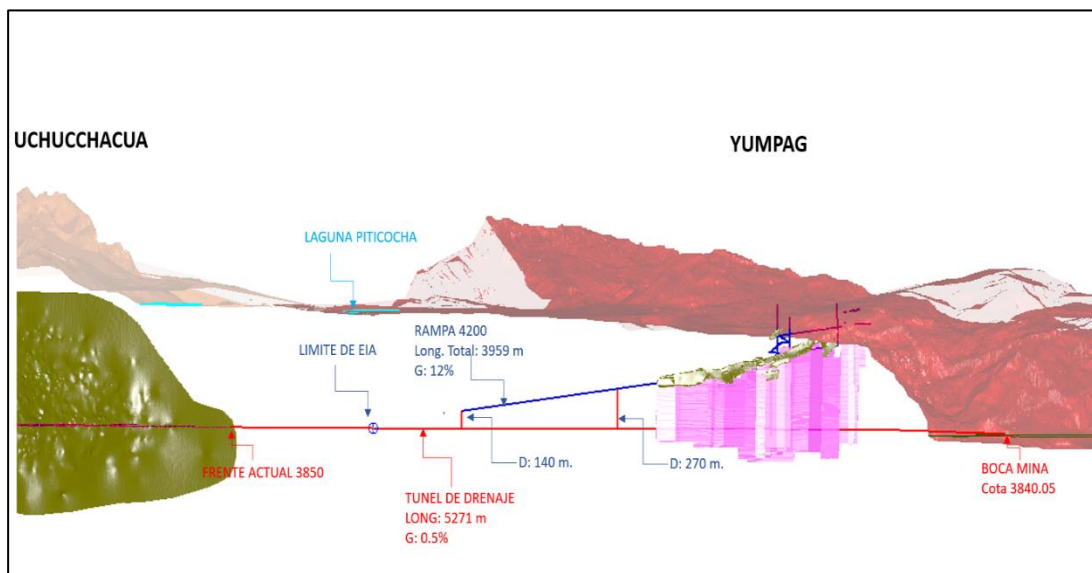 UCHUCCHACUA
YUMPAG
LAGUNA PITICOCHA
RAMPA 4200
Long. Total: 3959 m
G: 12%
LIMITE DE EIA
FRENTE ACTUAL 3850
D: 140 m.
D: 270 m.
TUNEL DE DRENAJE
LONG: 5271 m
G: 0.5%
BOCA MINA
Cota 3840.05